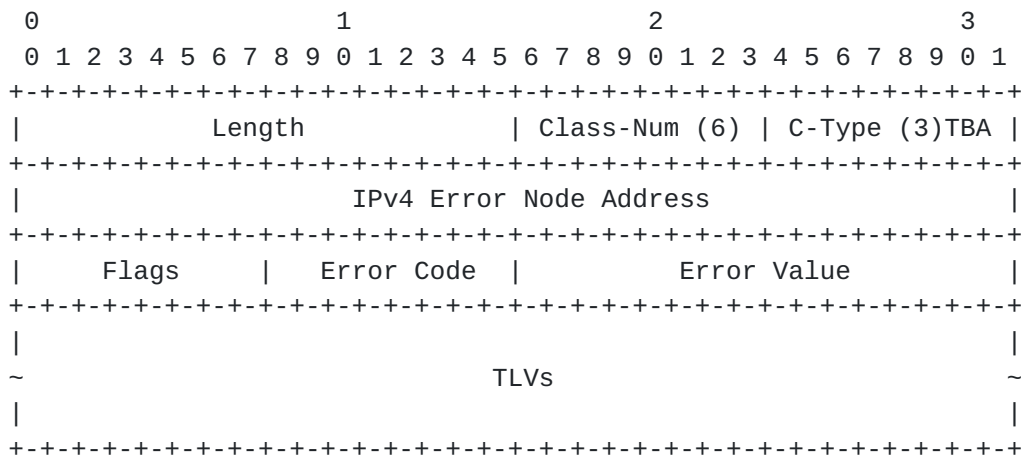 0                   1                   2                   3
 0 1 2 3 4 5 6 7 8 9 0 1 2 3 4 5 6 7 8 9 0 1 2 3 4 5 6 7 8 9 0 1
+-+-+-+-+-+-+-+-+-+-+-+-+-+-+-+-+-+-+-+-+-+-+-+-+-+-+-+-+-+-+-+-+
|            Length             | Class-Num (6) | C-Type (3)TBA |
+-+-+-+-+-+-+-+-+-+-+-+-+-+-+-+-+-+-+-+-+-+-+-+-+-+-+-+-+-+-+-+-+
|                     IPv4 Error Node Address                   |
+-+-+-+-+-+-+-+-+-+-+-+-+-+-+-+-+-+-+-+-+-+-+-+-+-+-+-+-+-+-+-+-+
|     Flags     |   Error Code  |          Error Value          |
+-+-+-+-+-+-+-+-+-+-+-+-+-+-+-+-+-+-+-+-+-+-+-+-+-+-+-+-+-+-+-+-+
|                                                               |
~                              TLVs                             ~
|                                                               |
+-+-+-+-+-+-+-+-+-+-+-+-+-+-+-+-+-+-+-+-+-+-+-+-+-+-+-+-+-+-+-+-+